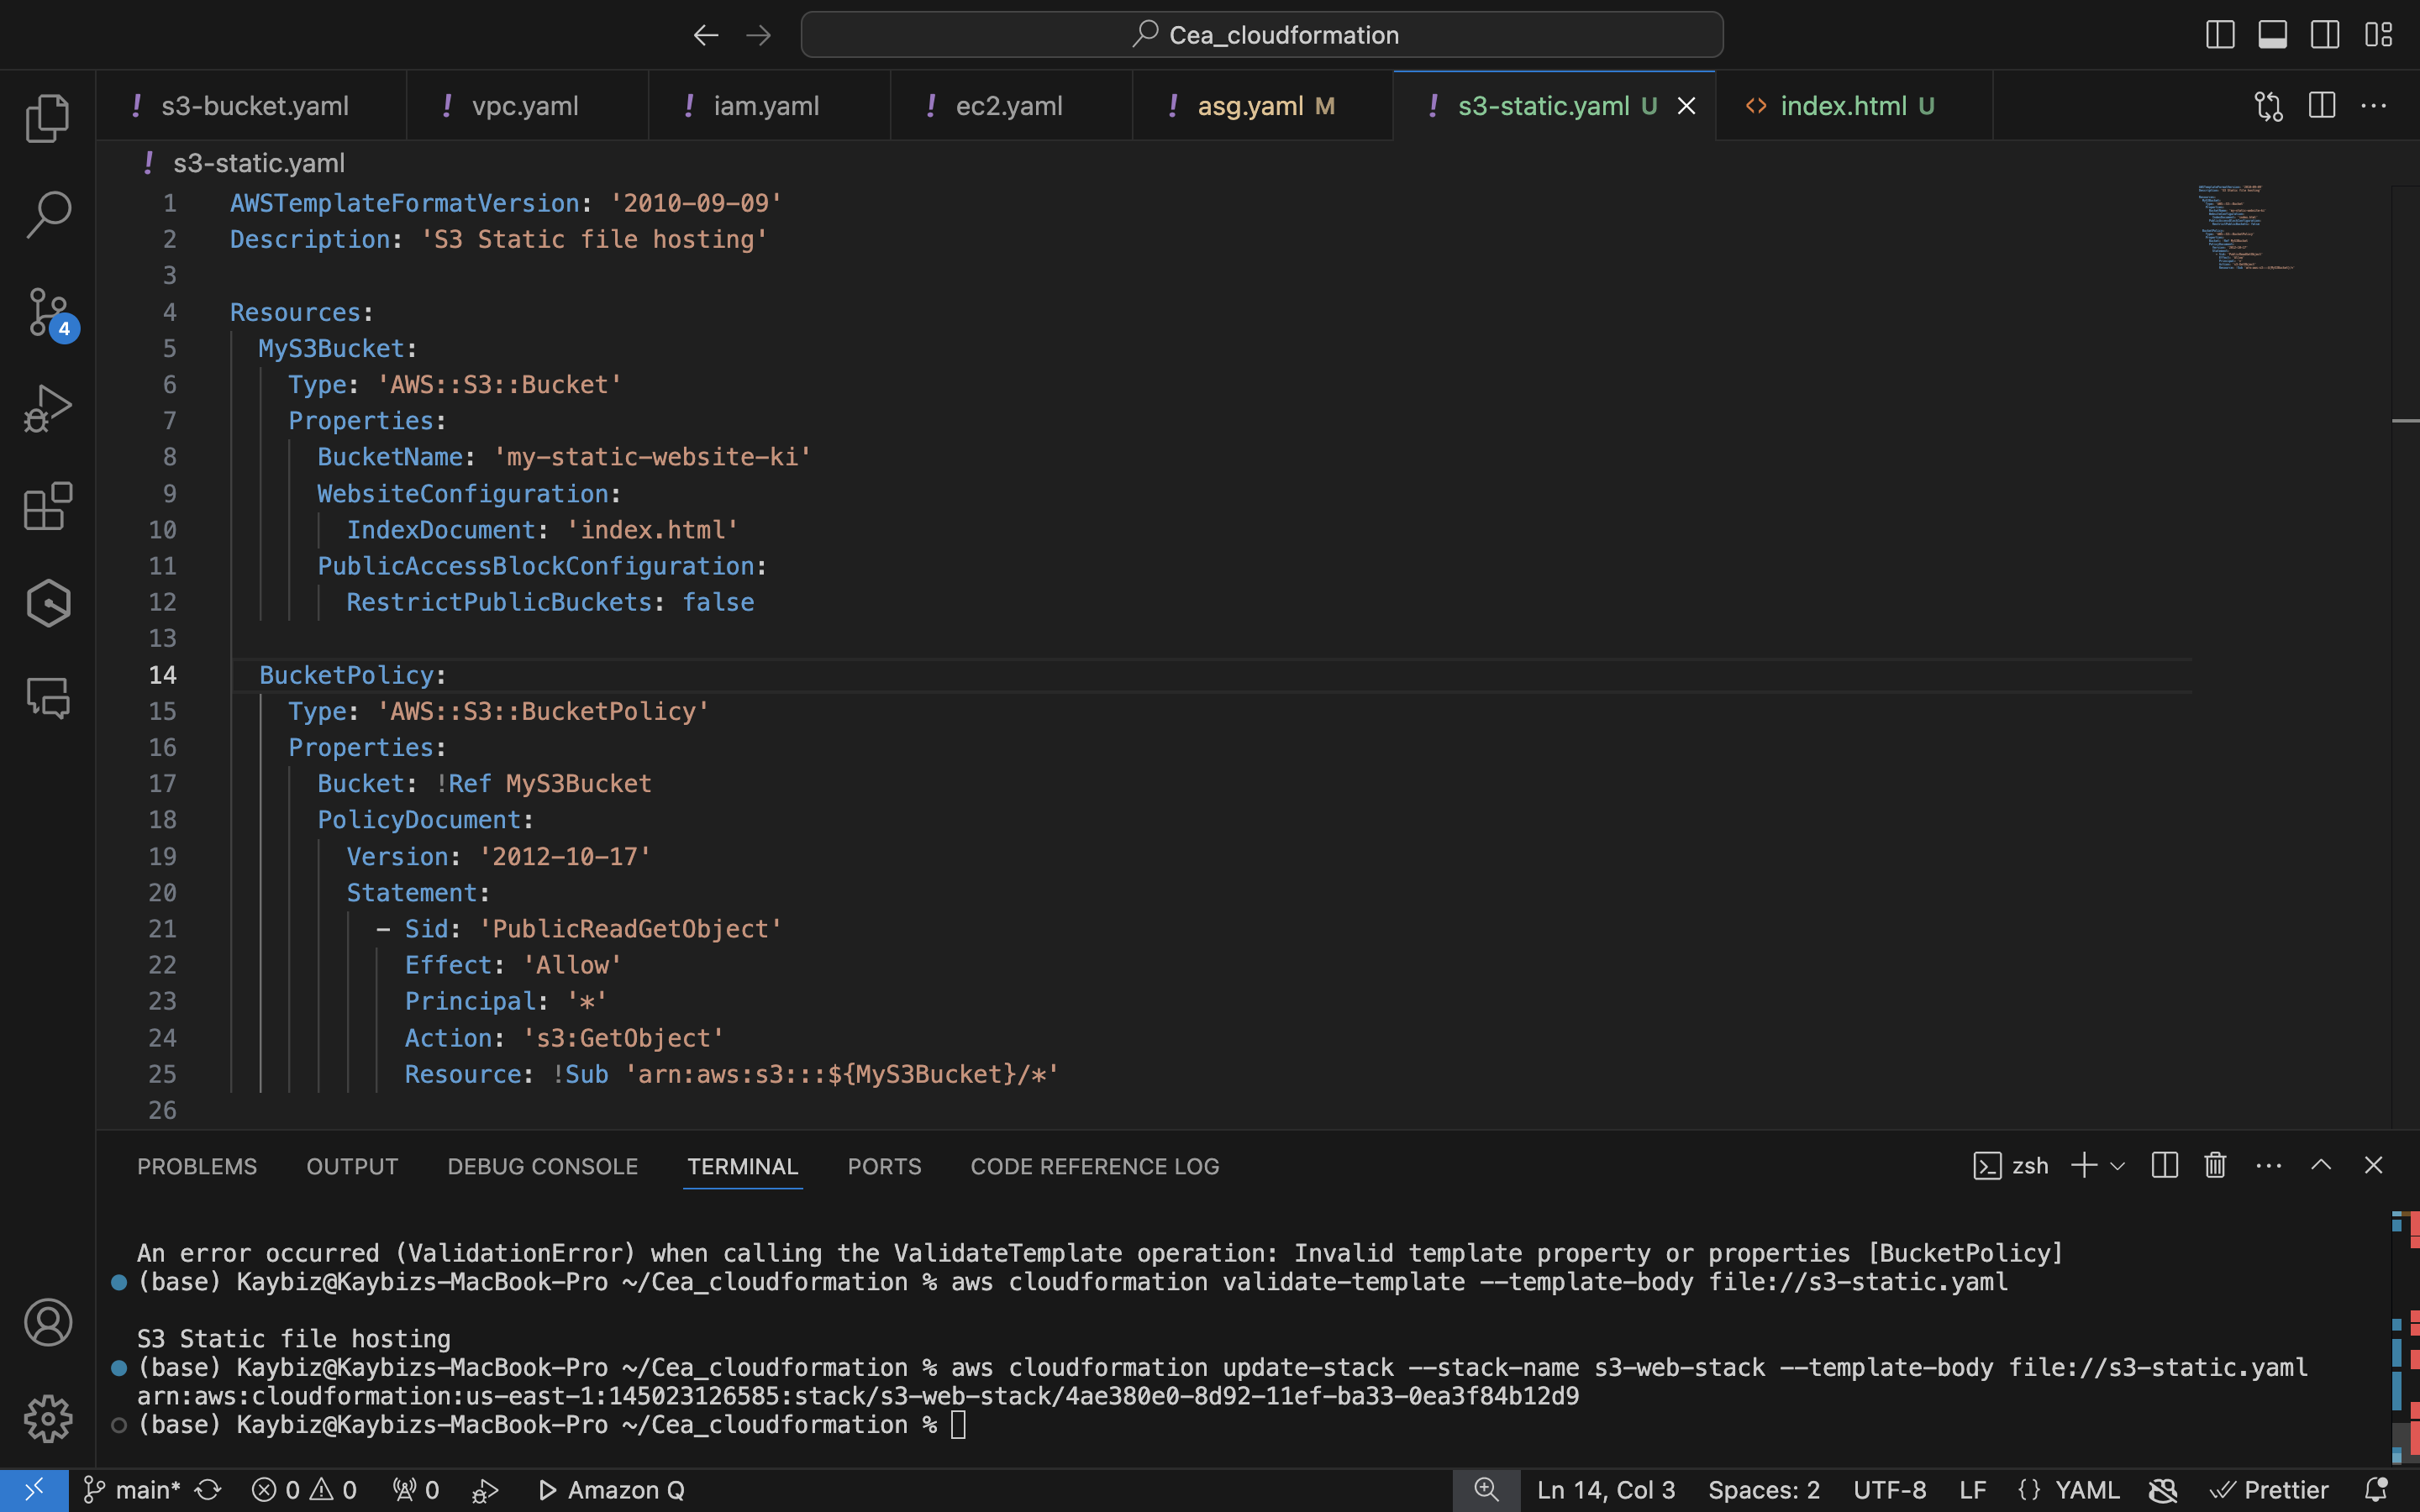 Cea_cloudformation
! s3-bucket.yaml ! vpc.yaml ! iam.yaml ! ec2.yaml ! asg.yaml M ! s3-static.yaml U <> index.html U
! s3-static.yaml
1 AWSTemplateFormatVersion: '2010-09-09'
2 Description: 'S3 Static file hosting'
3
4 Resources:
5 MyS3Bucket:
6 Type: 'AWS::S3::Bucket'
7 Properties:
8 BucketName: 'my-static-website-ki'
9 WebsiteConfiguration:
10 IndexDocument: 'index.html'
11 PublicAccessBlockConfiguration:
12 RestrictPublicBuckets: false
13
14 BucketPolicy:
15 Type: 'AWS::S3::BucketPolicy'
16 Properties:
17 Bucket: !Ref MyS3Bucket
18 PolicyDocument:
19 Version: '2012-10-17'
20 Statement:
21 - Sid: 'PublicReadGetObject'
22 Effect: 'Allow'
23 Principal: '*'
24 Action: 's3:GetObject'
25 Resource: !Sub 'arn:aws:s3:::${MyS3Bucket}/*'
26
4
PROBLEMS OUTPUT DEBUG CONSOLE TERMINAL PORTS CODE REFERENCE LOG zsh
An error occurred (ValidationError) when calling the ValidateTemplate operation: Invalid template property or properties [BucketPolicy]
(base) Kaybiz@Kaybizs-MacBook-Pro ~/Cea_cloudformation % aws cloudformation validate-template --template-body file://s3-static.yaml
S3 Static file hosting
(base) Kaybiz@Kaybizs-MacBook-Pro ~/Cea_cloudformation % aws cloudformation update-stack --stack-name s3-web-stack --template-body file://s3-static.yaml
arn:aws:cloudformation:us-east-1:145023126585:stack/s3-web-stack/4ae380e0-8d92-11ef-ba33-0ea3f84b12d9
(base) Kaybiz@Kaybizs-MacBook-Pro ~/Cea_cloudformation %
main* 0 0 0 Amazon Q Ln 14, Col 3 Spaces: 2 UTF-8 LF {} YAML Prettier